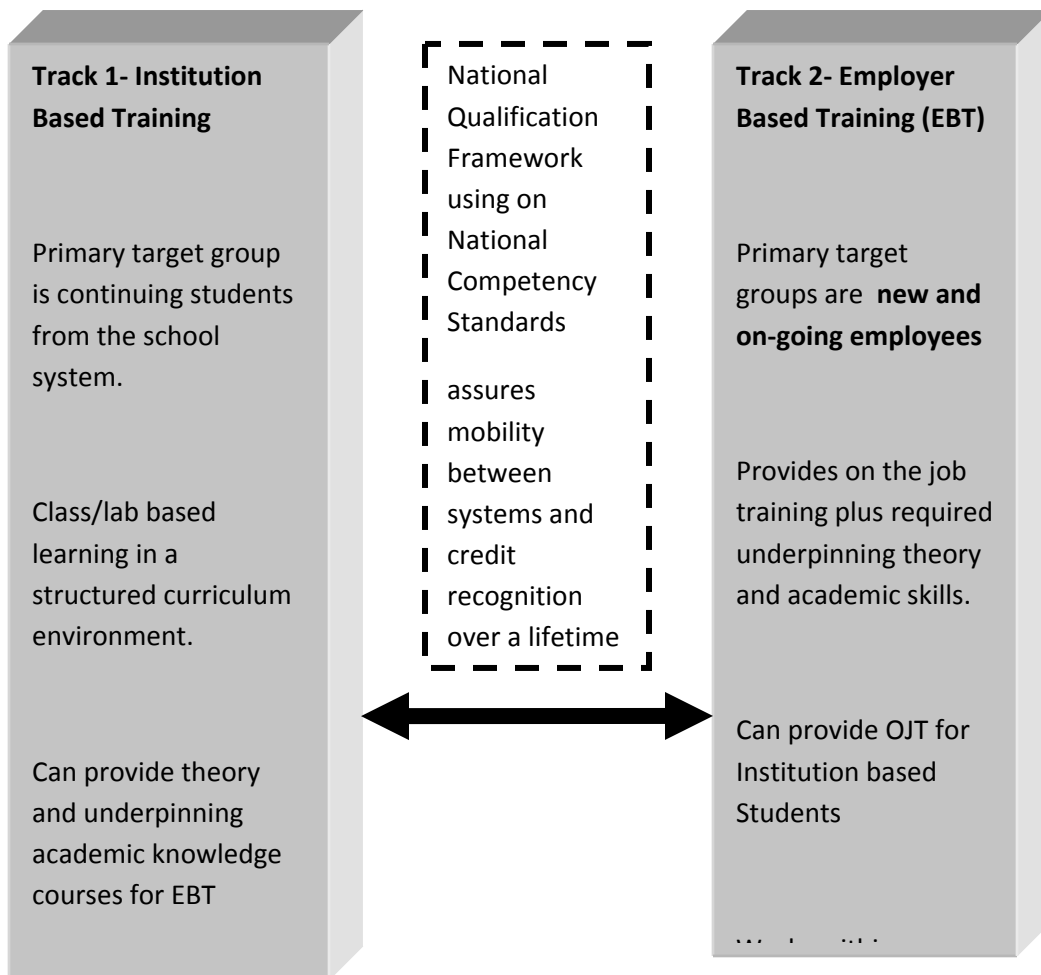 Track 1- Institution
Based Training
Primary target group
is continuing students
from the school
system.
Class/lab based
learning in a
structured curriculum
environment.
Can provide theory
and underpinning
academic knowledge
courses for EBT
National
Qualification
Framework
using on
National
Competency
Standards
assures
mobility
between
systems and
credit
recognition
over a lifetime
Track 2- Employer
Based Training (EBT)
Primary target
groups are new and
on-going employees
Provides on the job
training plus required
underpinning theory
and academic skills.
Can provide OJT for
Institution based
Students